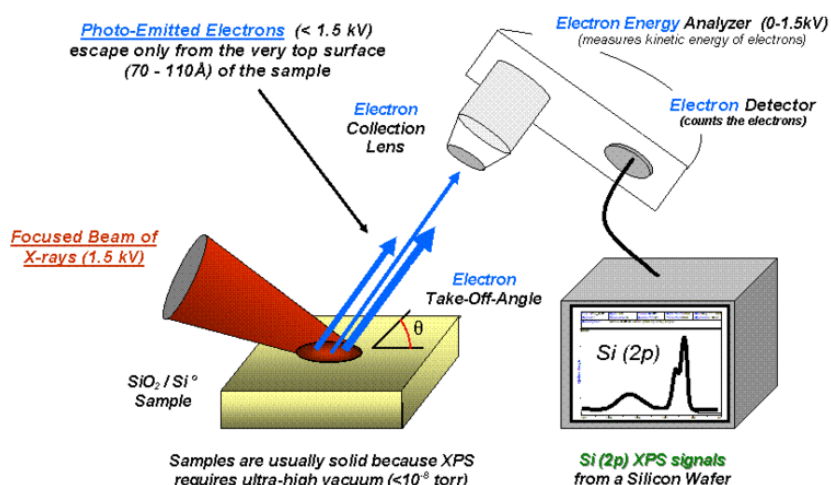 Photo-Emitted Electrons (< 1.5 kV)
escape only from the very top surface
(70 - 110Å) of the sample
Electron Energy Analyzer (0-1.5kV)
(measures kinetic energy of electrons)
Electron
Collection
Lens
Electron Detector
(counts the electrons)
Focused Beam of
X-rays (1.5 kV)
Electron
Take-Off-Angle
θ
SiO₂ / Si°
Sample
Si (2p)
Samples are usually solid because XPS
requires ultra-high vacuum (<10⁻⁸ torr)
Si (2p) XPS signals
from a Silicon Wafer